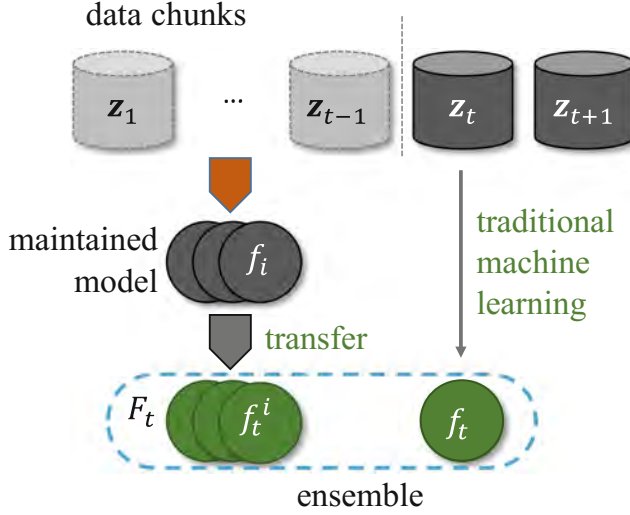 data chunks
z₁ ... zₜ₋₁ zₜ zₜ₊₁
maintained
model
fᵢ
traditional
machine
learning
transfer
Fₜ fₜⁱ fₜ
ensemble